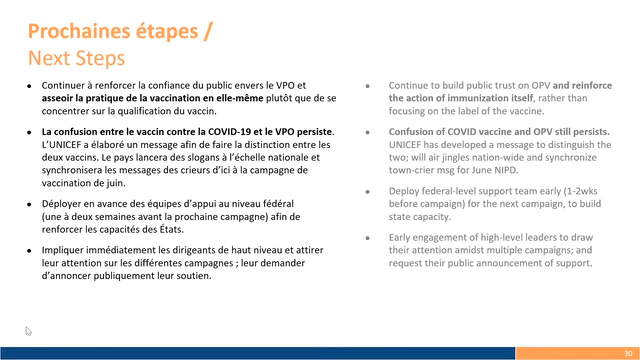 Prochaines étapes /
Next Steps
• Continuer à renforcer la confiance du public envers le VPO et
asseoir la pratique de la vaccination en elle-même plutôt que de se
concentrer sur la qualification du vaccin.
• La confusion entre le vaccin contre la COVID-19 et le VPO persiste.
L'UNICEF a élaboré un message afin de faire la distinction entre les
deux vaccins. Le pays lancera des slogans à l'échelle nationale et
synchronisera les messages des crieurs d'ici à la campagne de
vaccination de juin.
• Déployer en avance des équipes d'appui au niveau fédéral
(une à deux semaines avant la prochaine campagne) afin de
renforcer les capacités des États.
• Impliquer immédiatement les dirigeants de haut niveau et attirer
leur attention sur les différentes campagnes ; leur demander
d'annoncer publiquement leur soutien.
• Continue to build public trust on OPV and reinforce
the action of immunization itself, rather than
focusing on the label of the vaccine.
• Confusion of COVID vaccine and OPV still persists.
UNICEF has developed a message to distinguish the
two; will air jingles nation-wide and synchronize
town-crier msg for June NIPD.
• Deploy federal-level support team early (1-2wks
before campaign) for the next campaign, to build
state capacity.
• Early engagement of high-level leaders to draw
their attention amidst multiple campaigns; and
request their public announcement of support.
30